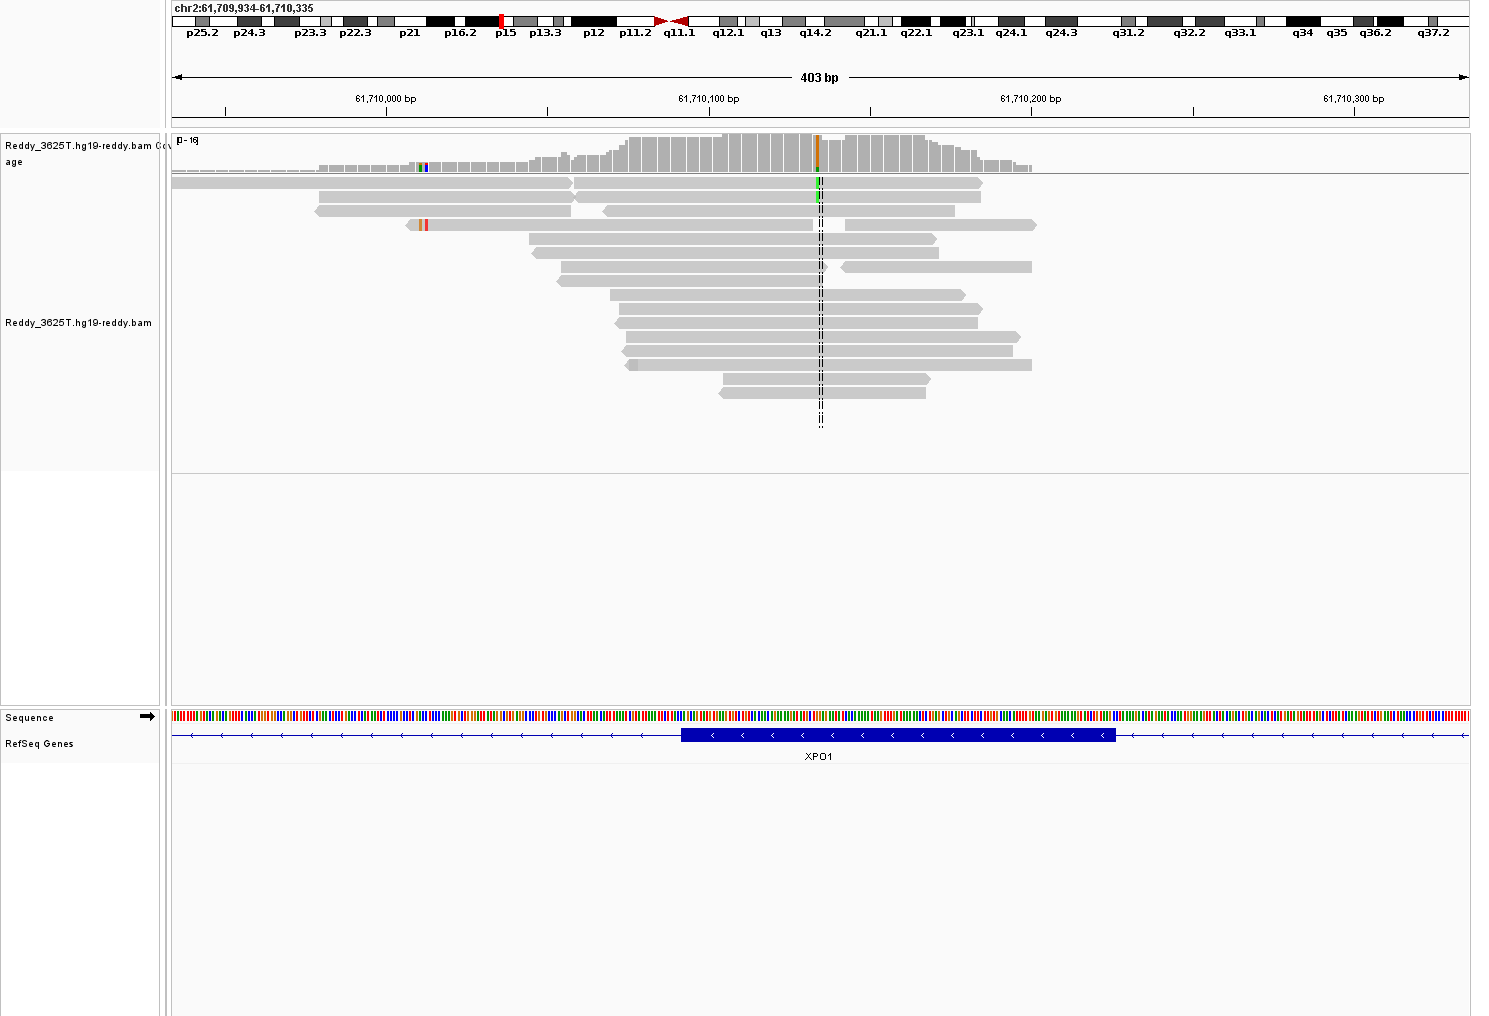 chr2:61,709,934-61,710,335
p25.2 p24.3 p23.3 p22.3 p21 p16.2 p15 p13.3 p12 p11.2 q11.1 q12.1 q13 q14.2 q21.1 q22.1 q23.1 q24.1 q24.3 q31.2 q32.2 q33.1 q34 q35 q36.2 q37.2
403 bp
61,710,000 bp 61,710,100 bp 61,710,200 bp 61,710,300 bp
[0 - 16]
Reddy_3625T.hg19-reddy.bam Cov
age
Reddy_3625T.hg19-reddy.bam
Sequence
RefSeq Genes
XPO1